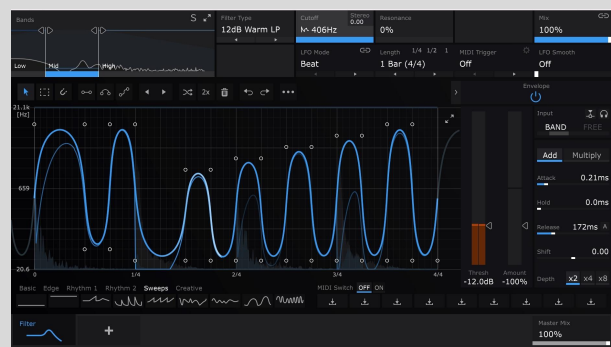 Bands S
Filter Type
12dB Warm LP
Cutoff
Stereo
0.00
406Hz
Resonance
0%
Mix
100%
Low Mid High
LFO Mode
Beat
Length 1/4 1/2 1
1 Bar (4/4)
MIDI Trigger
Off
LFO Smooth
Off
2x
Envelope
21.1k
[Hz]
659
20.6
0 1/4 2/4 3/4 4/4
Input
BAND FREE
Add Multiply
Attack 0.21ms
Hold 0.0ms
Release 172ms A
Shift 0.00
Depth x2 x4 x8
Thresh
-12.0dB
Amount
-100%
Basic Edge Rhythm 1 Rhythm 2 Sweeps Creative
MIDI Switch OFF ON
Filter
+
Master Mix
100%